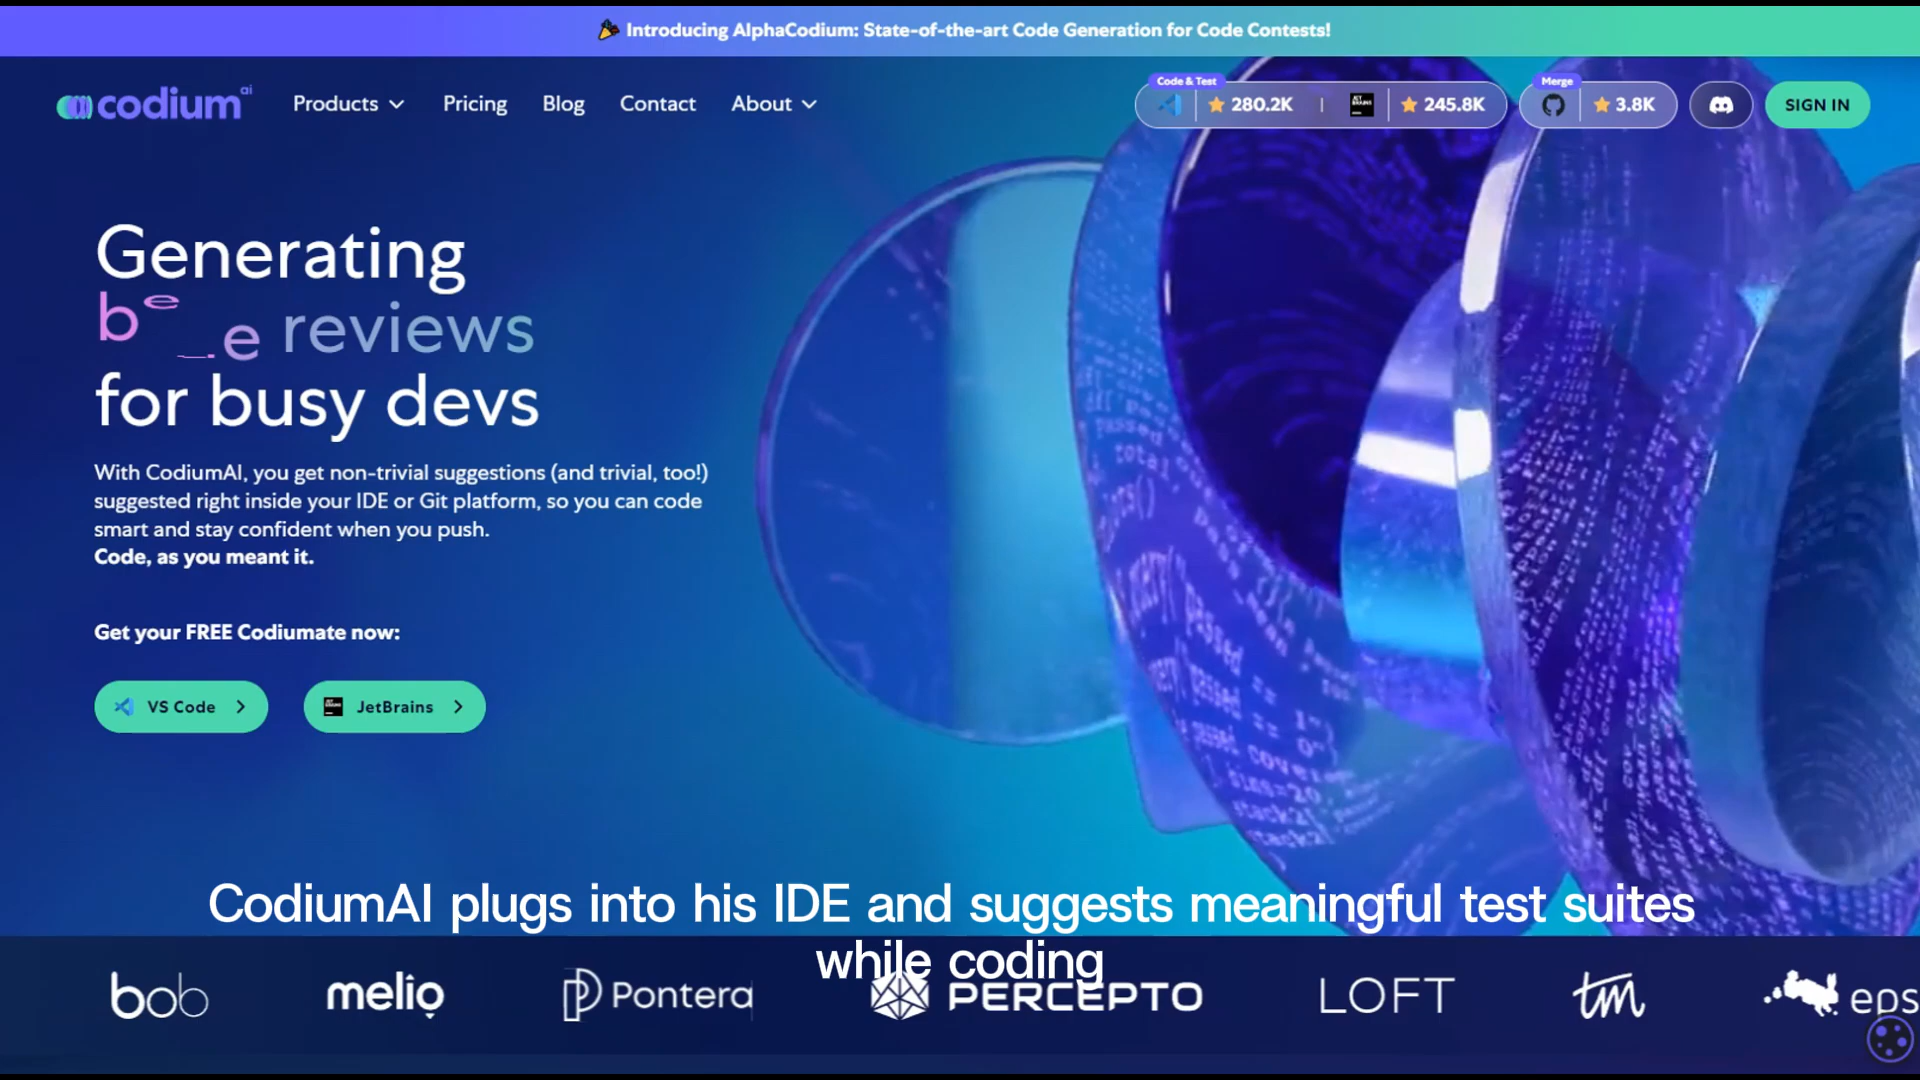 Introducing AlphaCodium: State-of-the-art Code Generation for Code Contests!
codium ai
Products
Pricing
Blog
Contact
About
Code & Test
280.2K
245.8K
Merge
3.8K
SIGN IN
Generating
reviews
for busy devs
With CodiumAI, you get non-trivial suggestions (and trivial, too!)
suggested right inside your IDE or Git platform, so you can code
smart and stay confident when you push.
Code, as you meant it.
Get your FREE Codiumate now:
VS Code
JetBrains
CodiumAI plugs into his IDE and suggests meaningful test suites
while coding
bob
melio
Pontera
PERCEPTO
LOFT
tm
eps